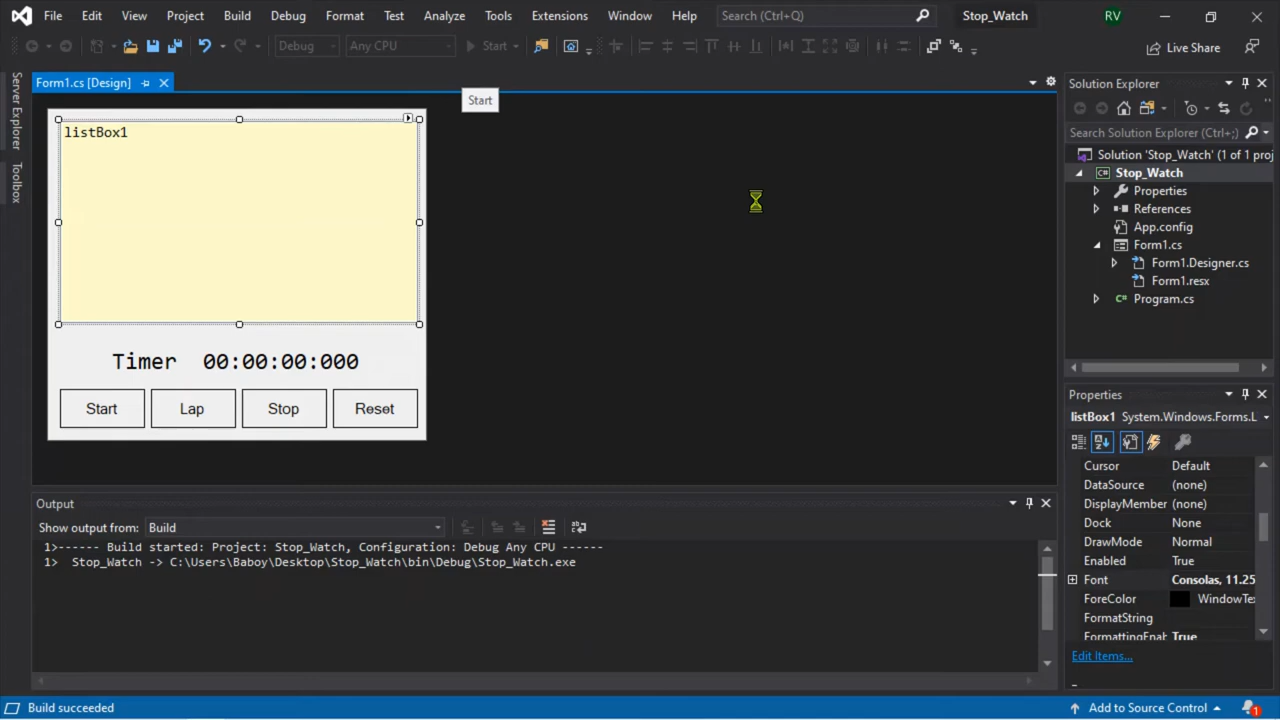 File Edit View Project Build Debug Format Test Analyze Tools Extensions Window Help Search (Ctrl+Q) Stop_Watch RV
Debug Any CPU Start Live Share
Form1.cs [Design]
Start
Server Explorer
Toolbox
listBox1
Timer 00:00:00:000
Start Lap Stop Reset
Solution Explorer
Search Solution Explorer (Ctrl+;)
Solution 'Stop_Watch' (1 of 1 proj
C# Stop_Watch
Properties
References
App.config
Form1.cs
Form1.Designer.cs
Form1.resx
C# Program.cs
Properties
listBox1 System.Windows.Forms.L
Cursor Default
DataSource (none)
DisplayMember (none)
Dock None
DrawMode Normal
Enabled True
Font Consolas, 11.25
ForeColor WindowTex
FormatString
FormattingEnab True
Edit Items...
Output
Show output from: Build
1>------ Build started: Project: Stop_Watch, Configuration: Debug Any CPU ------
1> Stop_Watch -> C:\Users\Baboy\Desktop\Stop_Watch\bin\Debug\Stop_Watch.exe
Build succeeded
Add to Source Control 1